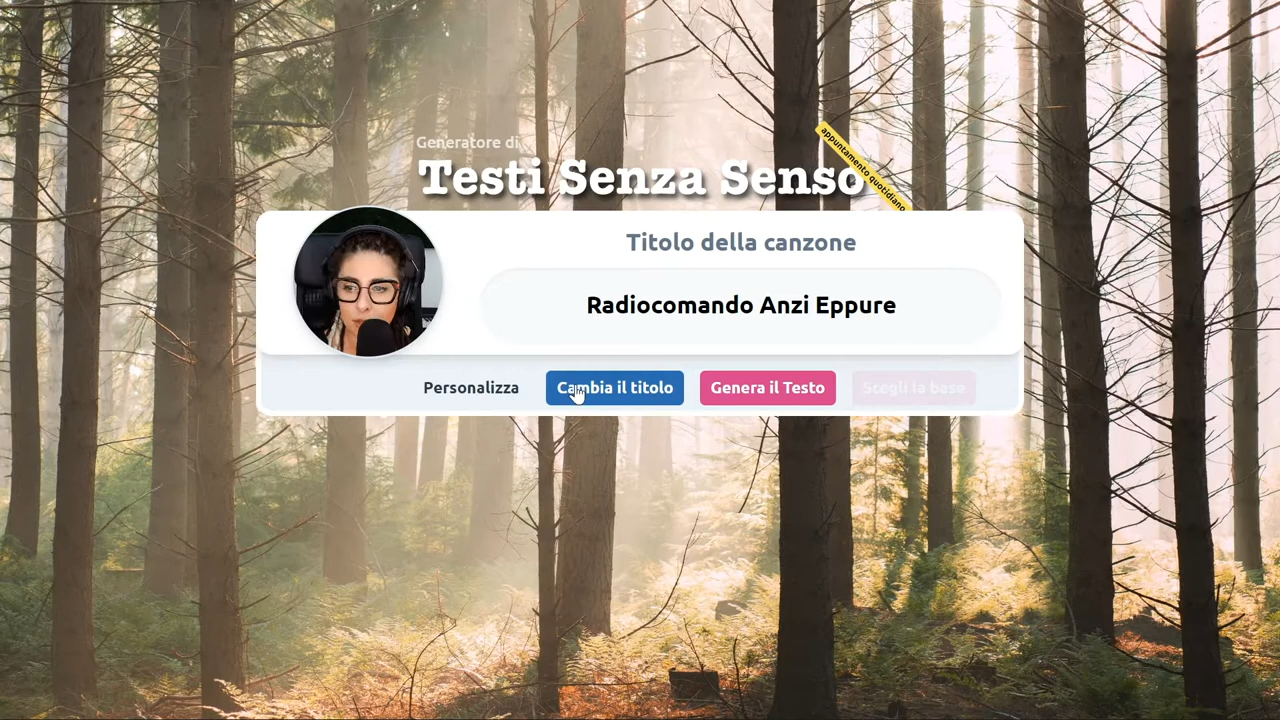 Generatore di
Testi Senza Senso
appuntamento quotidiano
Titolo della canzone
Radiocomando Anzi Eppure
Personalizza
Cambia il titolo
Genera il Testo
Scegli la base